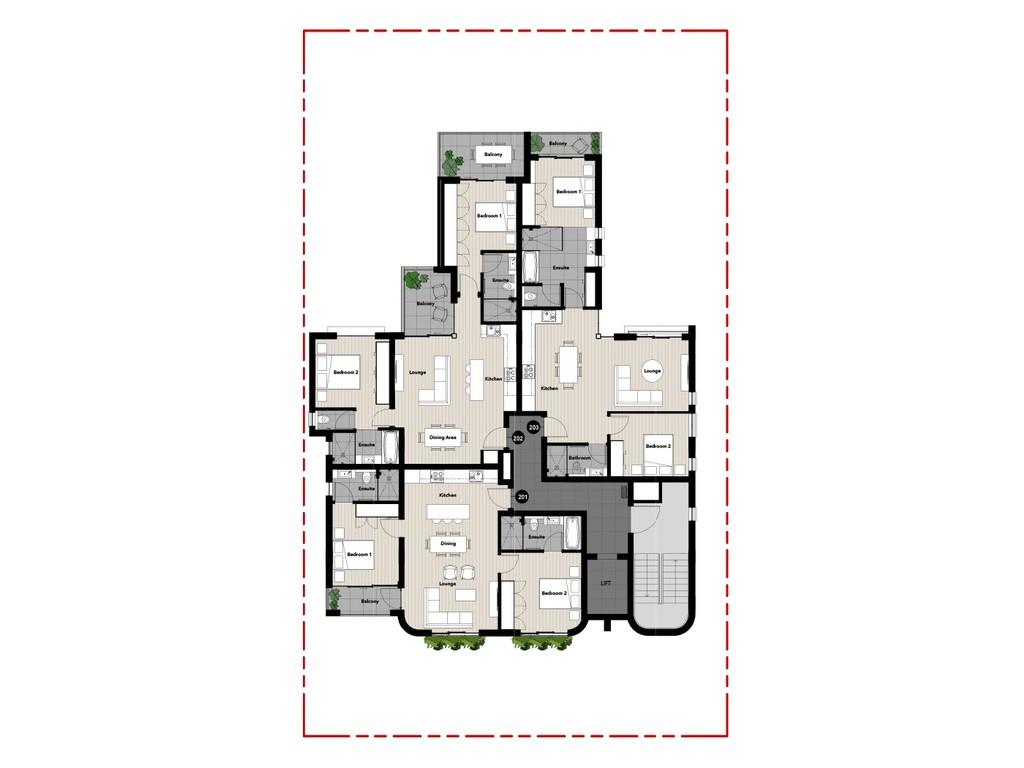 Balcony
Balcony
Bedroom 1
Bedroom 1
Ensuite
Ensuite
Balcony
Bedroom 2
Lounge
Kitchen
Kitchen
Lounge
Dining Area
202
203
Ensuite
Bedroom 2
Bathroom
Ensuite
Kitchen
201
Dining
Ensuite
Bedroom 1
Lounge
LIFT
Bedroom 2
Balcony